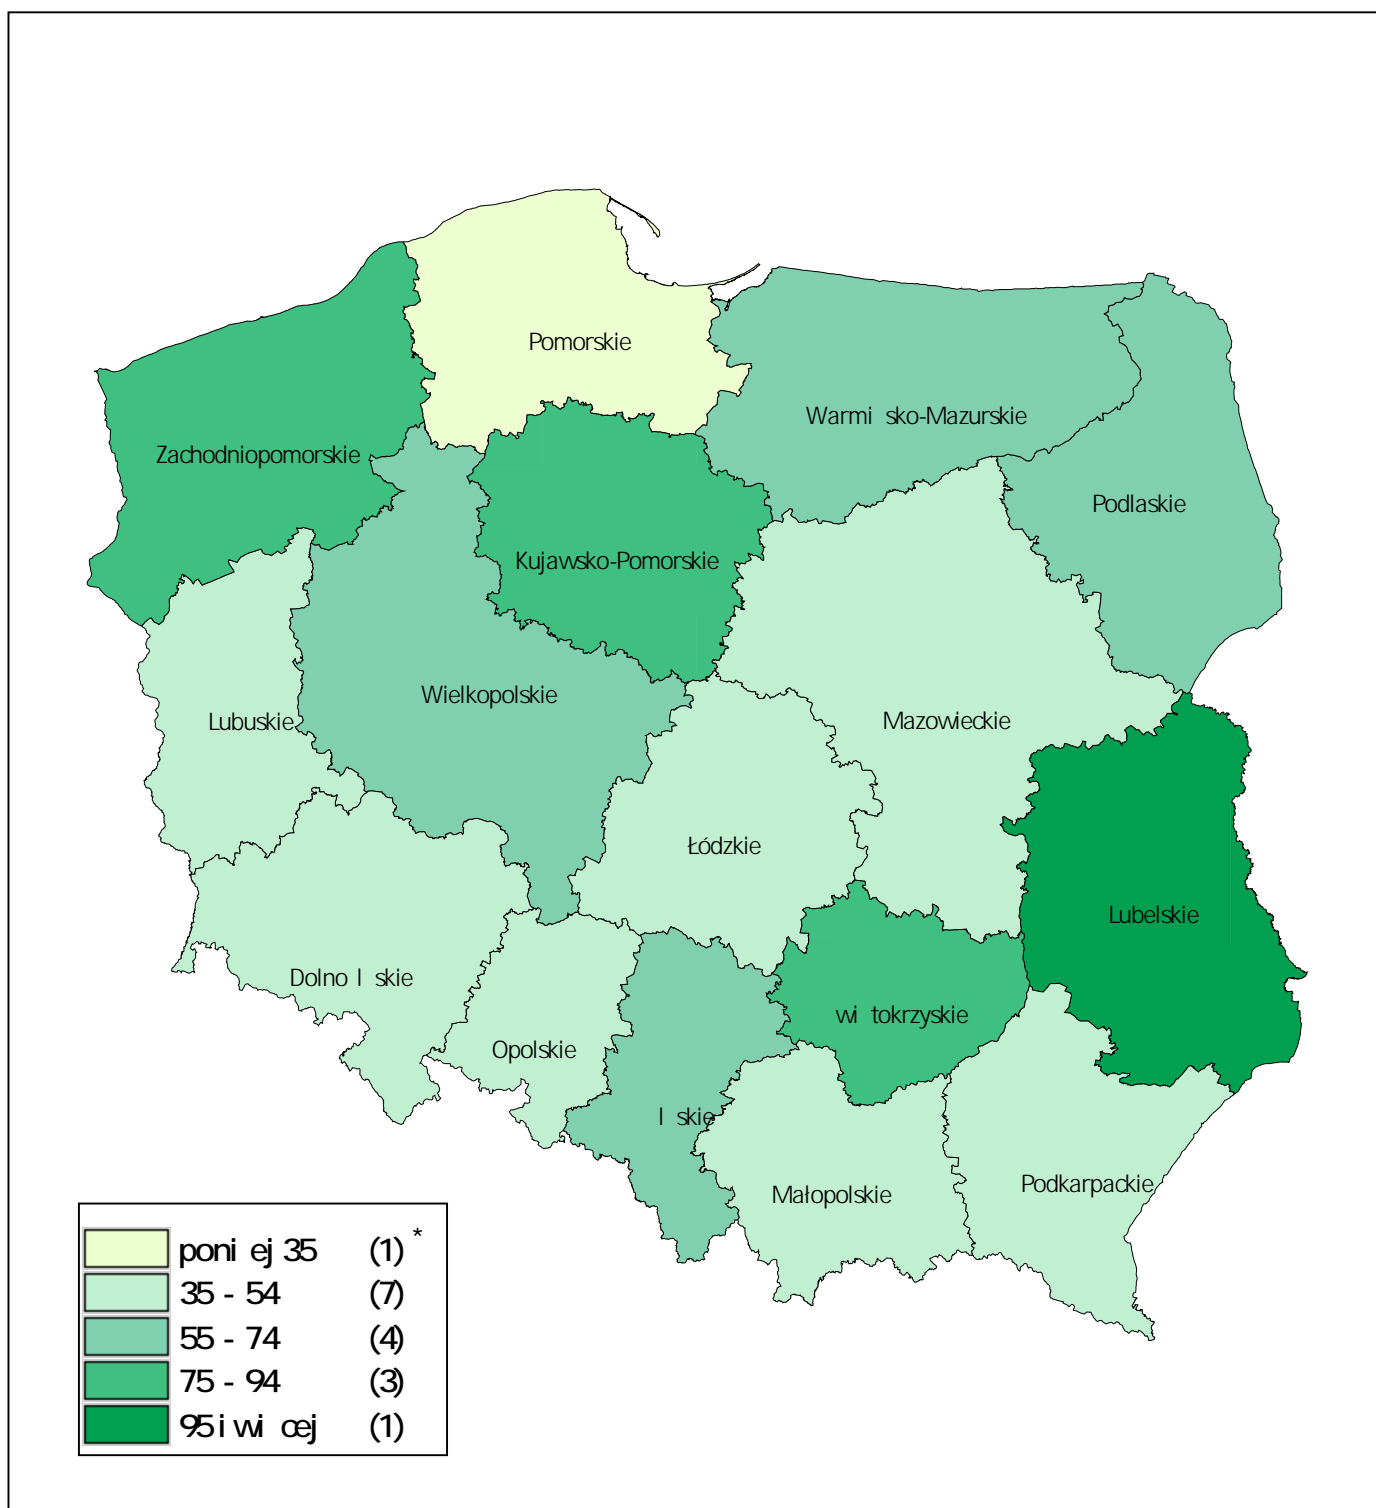 Pomorskie
Warmi sko-Mazurskie
Zachodniopomorskie
Podlaskie
Kujawsko-Pomorskie
Wielkopolskie
Lubuskie
Mazowieckie
Łódzkie
Lubelskie
Dolno l skie
wi tokrzyskie
Opolskie
l skie
Podkarpackie
Małopolskie
poni ej 35 (1) *
35 - 54 (7)
55 - 74 (4)
75 - 94 (3)
95 i wi cej (1)